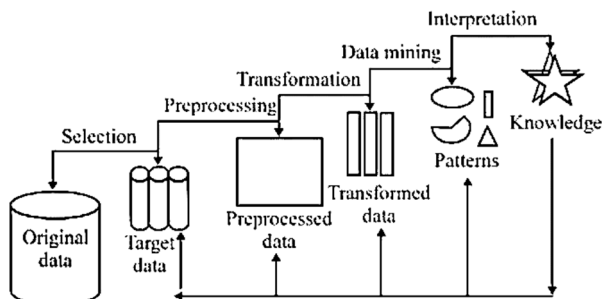 Interpretation
Data mining
Transformation
Preprocessing
Selection
Knowledge
Patterns
Transformed
data
Preprocessed
data
Target
data
Original
data